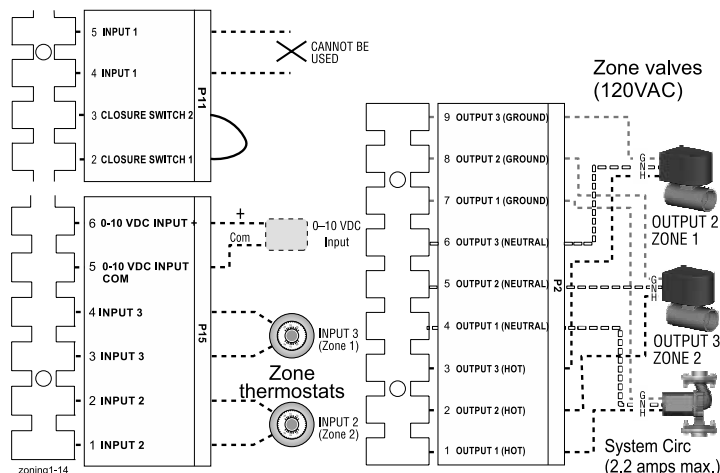 5 INPUT 1
4 INPUT 1
3 CLOSURE SWITCH 2
2 CLOSURE SWITCH 1
P11
CANNOT BE
USED
6 0-10 VDC INPUT +
5 0-10 VDC INPUT
COM
4 INPUT 3
3 INPUT 3
2 INPUT 2
1 INPUT 2
P15
+
Com
0–10 VDC
Input
INPUT 3
(Zone 1)
Zone
thermostats
INPUT 2
(Zone 2)
zoning1-14
9 OUTPUT 3 (GROUND)
8 OUTPUT 2 (GROUND)
7 OUTPUT 1 (GROUND)
6 OUTPUT 3 (NEUTRAL)
5 OUTPUT 2 (NEUTRAL)
4 OUTPUT 1 (NEUTRAL)
3 OUTPUT 3 (HOT)
2 OUTPUT 2 (HOT)
1 OUTPUT 1 (HOT)
P2
Zone valves
(120VAC)
G
N
H
OUTPUT 2
ZONE 1
G
N
H
OUTPUT 3
ZONE 2
G
N
H
System Circ
(2.2 amps max.)